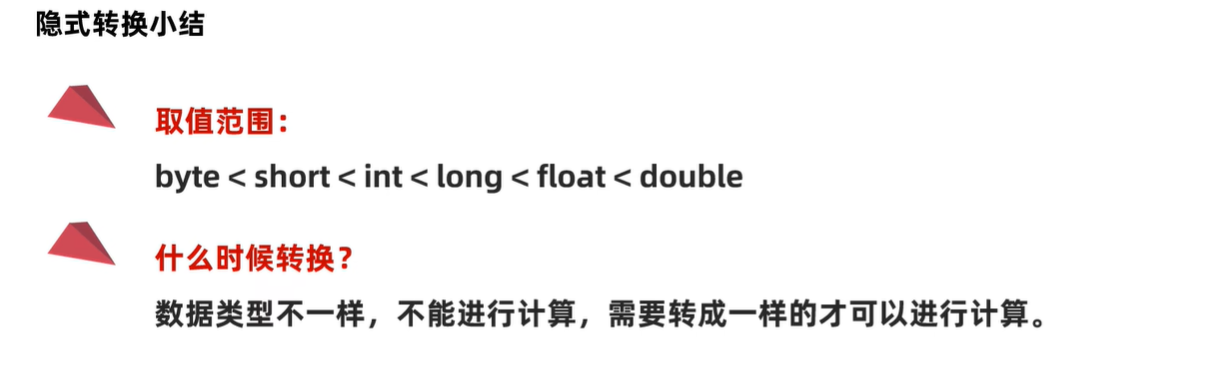 隐式转换小结
取值范围：
byte < short < int < long < float < double
什么时候转换？
数据类型不一样，不能进行计算，需要转成一样的才可以进行计算。